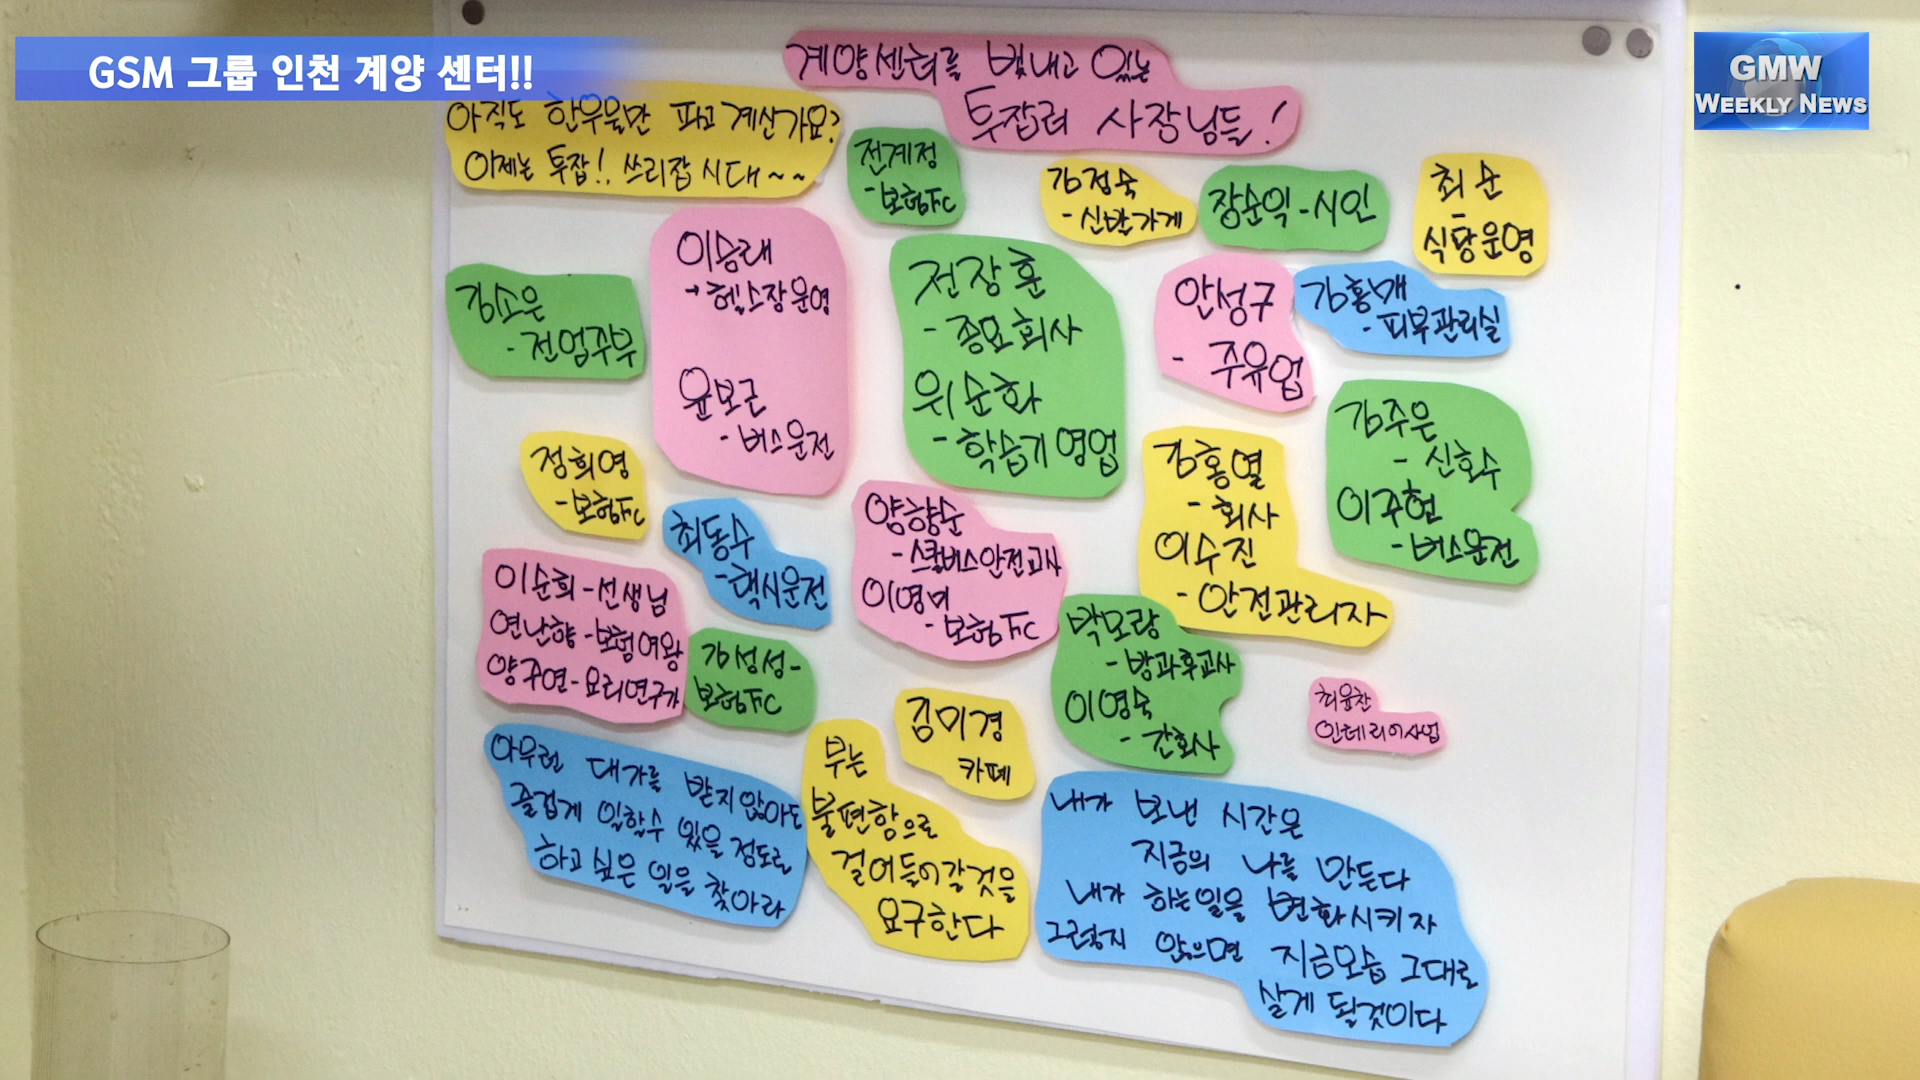 GSM 그룹 인천 계양 센터!!
GMW
WEEKLY NEWS
계양센터를 빛내고 있는
투잡러 사장님들!
아직도 한우물만 파고 계신가요?
이제는 투잡!, 쓰리잡 시대~~
전계정
-보험FC
김정숙
-신발가게
장순익-시인
최순
-
식당운영
김소은
-전업주부
이승래
-헬스장운영
윤보근
-버스운전
전장훈
-종묘회사
위순화
-학습기영업
안성구
-주유업
김홍매
-피부관리실
김주은
-신호수
이주현
-버스운전
정희영
-보험FC
최동수
-택시운전
양향순
-스쿨버스안전교사
이영미
-보험FC
김홍열
-회사
이수진
-안전관리자
이순희-선생님
연난향-보험여왕
양구연-요리연구가
김성성-
보험FC
박모랑
-방과후교사
이영숙
-간호사
최윤찬
인테리어사업
김미경
카페
아무런 대가를 받지않아도
즐겁게 일할수 있을 정도로
하고싶은 일을 찾아라
부는
불편함으로
걸어들어갈것을
요구한다
내가 보낸 시간은
지금의 나를 만든다
내가 하는일을 변화시키자
그렇지 않으면 지금모습 그대로
살게 될것이다